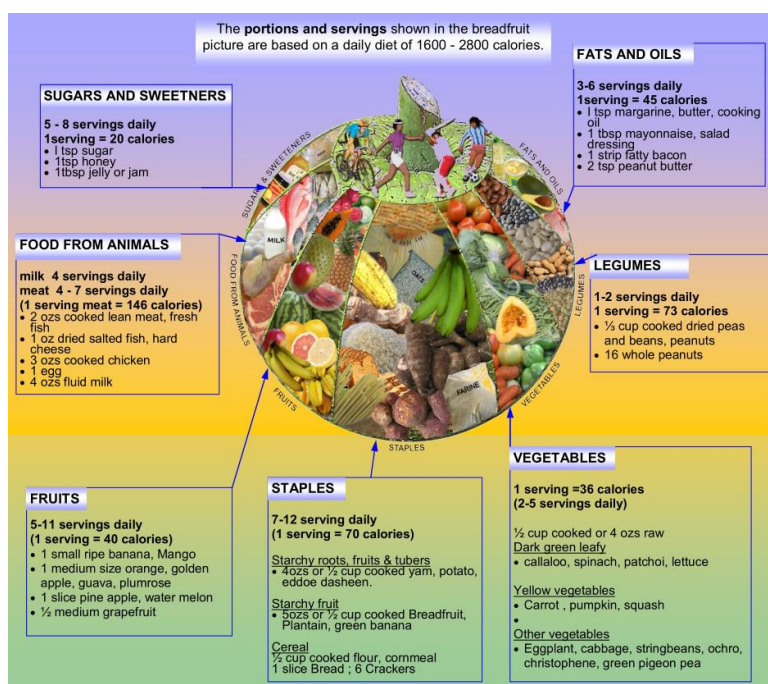 The portions and servings shown in the breadfruit
picture are based on a daily diet of 1600 - 2800 calories.
FATS AND OILS
3-6 servings daily
1serving = 45 calories
• I tsp margarine, butter, cooking
oil
• 1 tbsp mayonnaise, salad
dressing
• 1 strip fatty bacon
• 2 tsp peanut butter
SUGARS AND SWEETNERS
5 - 8 servings daily
1serving = 20 calories
• I tsp sugar
• 1tsp honey
• 1tbsp jelly or jam
SUGARS & SWEETENERS
FATS AND OILS
FOOD FROM ANIMALS
LEGUMES
FRUITS
VEGETABLES
STAPLES
MILK
OATS
FARINE
FOOD FROM ANIMALS
milk 4 servings daily
meat 4 - 7 servings daily
(1 serving meat = 146 calories)
• 2 ozs cooked lean meat, fresh
fish
• 1 oz dried salted fish, hard
cheese
• 3 ozs cooked chicken
• 1 egg
• 4 ozs fluid milk
LEGUMES
1-2 servings daily
1 serving = 73 calories
• ⅓ cup cooked dried peas
and beans, peanuts
• 16 whole peanuts
FRUITS
5-11 servings daily
(1 serving = 40 calories)
• 1 small ripe banana, Mango
• 1 medium size orange, golden
apple, guava, plumrose
• 1 slice pine apple, water melon
• ½ medium grapefruit
STAPLES
7-12 serving daily
(1 serving = 70 calories)
Starchy roots, fruits & tubers
• 4ozs or ½ cup cooked yam, potato,
eddoe dasheen.
Starchy fruit
• 5ozs or ½ cup cooked Breadfruit,
Plantain, green banana
Cereal
½ cup cooked flour, cornmeal
1 slice Bread ; 6 Crackers
VEGETABLES
1 serving =36 calories
(2-5 servings daily)
½ cup cooked or 4 ozs raw
Dark green leafy
• callaloo, spinach, patchoi, lettuce
Yellow vegetables
• Carrot , pumpkin, squash
•
Other vegetables
• Eggplant, cabbage, stringbeans, ochro,
christophene, green pigeon pea